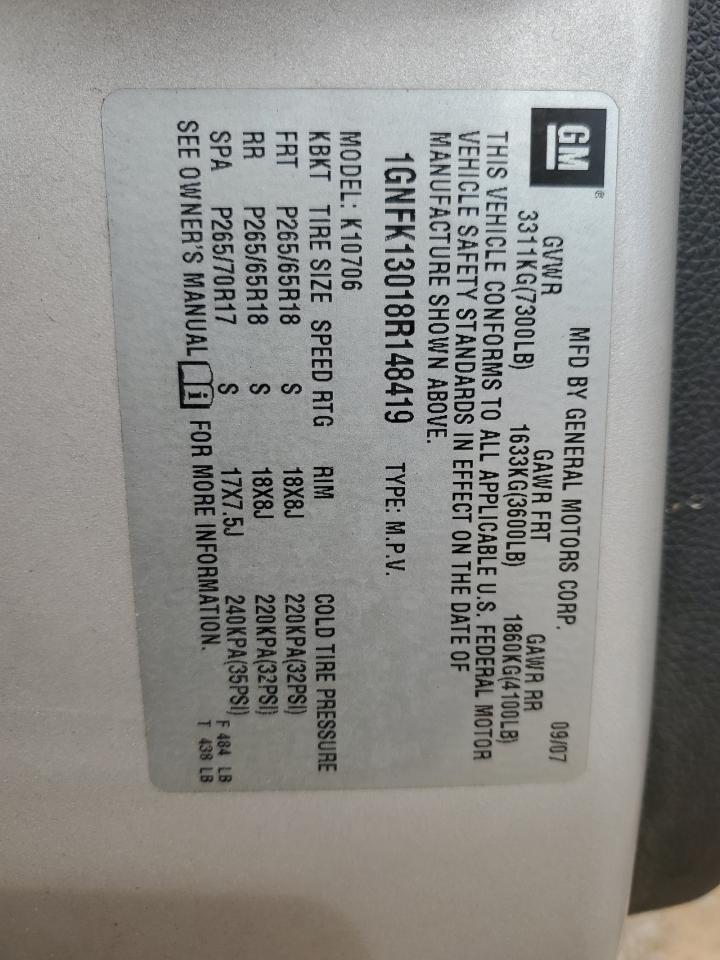 GM®
MFD BY GENERAL MOTORS CORP. 09/07
GVWR GAWR FRT GAWR RR
3311KG(7300LB) 1633KG(3600LB) 1860KG(4100LB)
THIS VEHICLE CONFORMS TO ALL APPLICABLE U.S. FEDERAL MOTOR
VEHICLE SAFETY STANDARDS IN EFFECT ON THE DATE OF
MANUFACTURE SHOWN ABOVE.
1GNFK13018R148419 TYPE: M.P.V.
MODEL: K10706
KBKT TIRE SIZE SPEED RTG RIM COLD TIRE PRESSURE
FRT P265/65R18 S 18X8J 220KPA(32PSI)
RR P265/65R18 S 18X8J 220KPA(32PSI)
SPA P265/70R17 S 17X7.5J 240KPA(35PSI) F 484 LB
SEE OWNER'S MANUAL i FOR MORE INFORMATION. T 438 LB